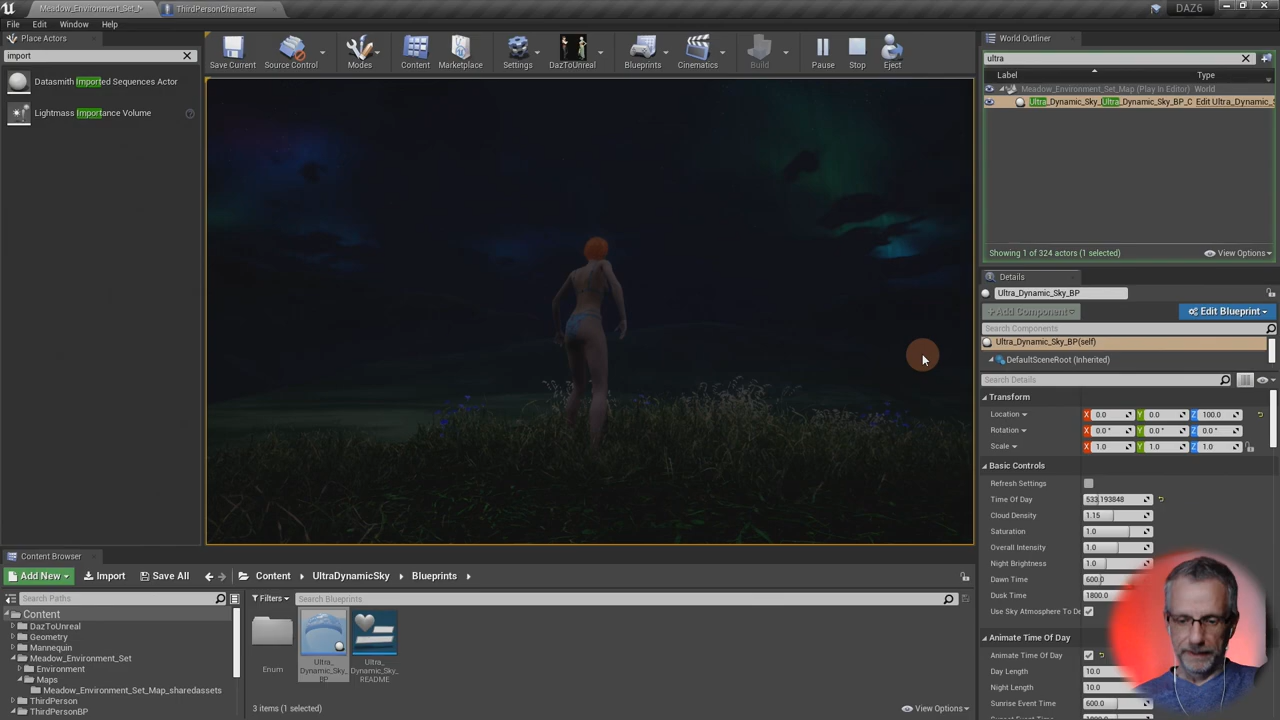 Meadow_Environment_Set_M*
ThirdPersonCharacter
DAZ6
File Edit Window Help
Place Actors
import
Datasmith Imported Sequences Actor
Lightmass Importance Volume
Save Current
Source Control
Modes
Content
Marketplace
Settings
DazToUnreal
Blueprints
Cinematics
Build
Pause
Stop
Eject
World Outliner
ultra
Label Type
Meadow_Environment_Set_Map (Play In Editor) World
Ultra_Dynamic_Sky_Ultra_Dynamic_Sky_BP_C Edit Ultra_Dynamic_S
Showing 1 of 324 actors (1 selected) View Options
Details
Ultra_Dynamic_Sky_BP
+Add Component
Edit Blueprint
Search Components
Ultra_Dynamic_Sky_BP(self)
DefaultSceneRoot (Inherited)
Search Details
Transform
Location X 0.0 Y 0.0 Z 100.0
Rotation X 0.0 ° Y 0.0 ° Z 0.0 °
Scale X 1.0 Y 1.0 Z 1.0
Basic Controls
Refresh Settings
Time Of Day 533.193848
Cloud Density 1.15
Saturation 1.0
Overall Intensity 1.0
Night Brightness 1.0
Dawn Time 600.0
Dusk Time 1800.0
Use Sky Atmosphere To De
Animate Time Of Day
Animate Time Of Day
Day Length 10.0
Night Length 10.0
Sunrise Event Time 600.0
Content Browser
Add New Import Save All Content UltraDynamicSky Blueprints
Search Paths
Filters Search Blueprints
Content
DazToUnreal
Geometry
Mannequin
Meadow_Environment_Set
Environment
Maps
Meadow_Environment_Set_Map_sharedassets
ThirdPerson
ThirdPersonBP
Enum
Ultra_
Dynamic_Sky_
BP
Ultra_
Dynamic_Sky_
README
3 items (1 selected) View Options